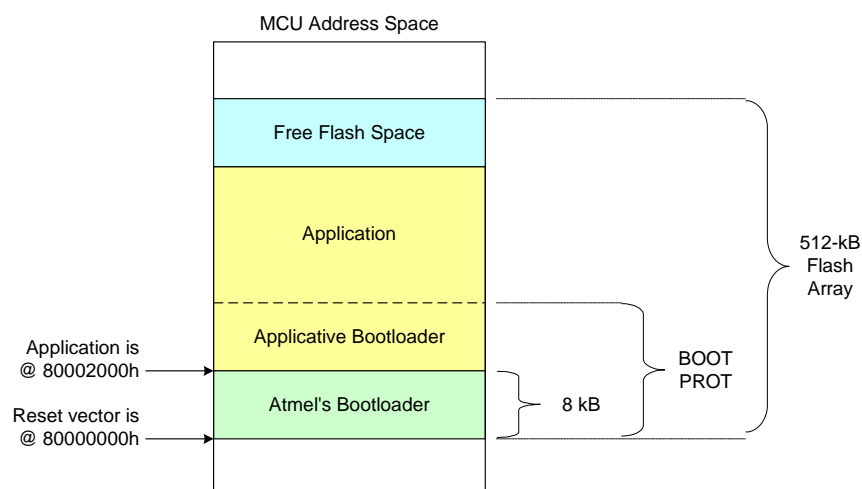 MCU Address Space
Free Flash Space
Application
512-kB
Flash
Array
Applicative Bootloader
Application is
@ 80002000h
BOOT
PROT
Atmel's Bootloader
8 kB
Reset vector is
@ 80000000h